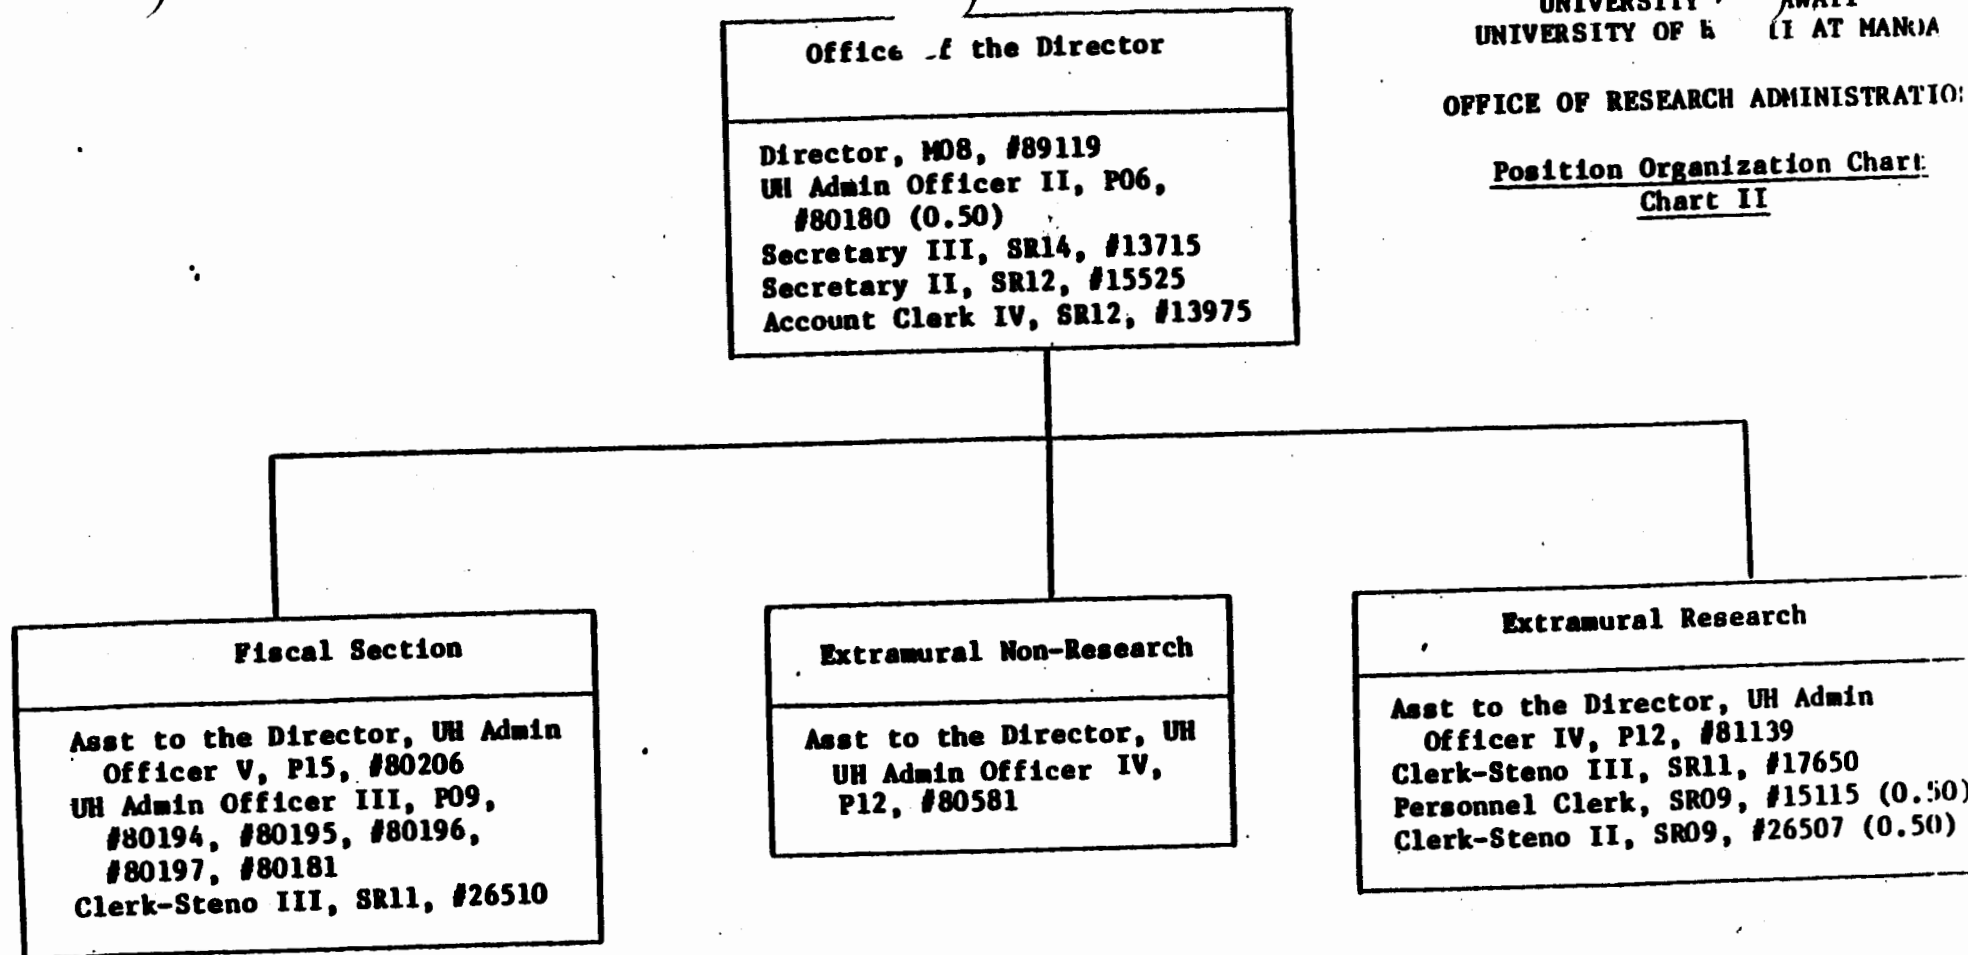 UNIVERSITY
UNIVERSITY OF AT MANOA
OFFICE OF RESEARCH ADMINISTRATIO
Position Organization Chart
Chart II
Office of the Director
Director, M08, #89119
UH Admin Officer II, P06,
#80180 (0.50)
Secretary III, SR14, #13715
Secretary II, SR12, #15525
Account Clerk IV, SR12, #13975
Fiscal Section
Asst to the Director, UH Admin
Officer V, P15, #80206
UH Admin Officer III, P09,
#80194, #80195, #80196,
#80197, #80181
Clerk-Steno III, SR11, #26510
Extramural Non-Research
Asst to the Director, UH
UH Admin Officer IV,
P12, #80581
Extramural Research
Asst to the Director, UH Admin
Officer IV, P12, #81139
Clerk-Steno III, SR11, #17650
Personnel Clerk, SR09, #15115 (0.50)
Clerk-Steno II, SR09, #26507 (0.50)